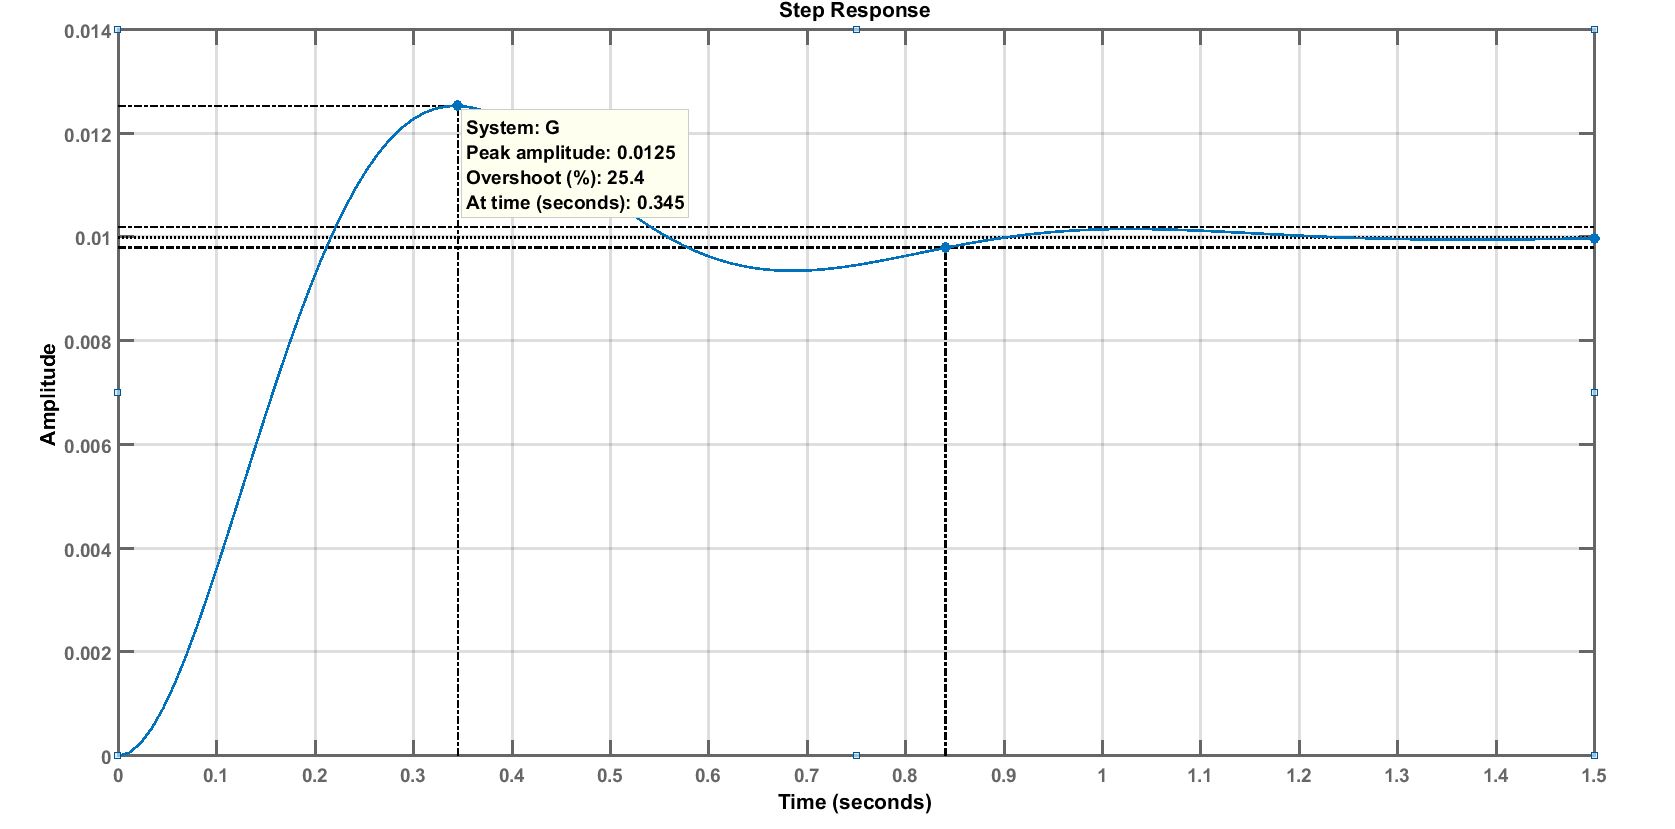 Step Response
0.014
0.012
0.01
0.008
0.006
0.004
0.002
0
Amplitude
System: G
Peak amplitude: 0.0125
Overshoot (%): 25.4
At time (seconds): 0.345
0 0.1 0.2 0.3 0.4 0.5 0.6 0.7 0.8 0.9 1 1.1 1.2 1.3 1.4 1.5
Time (seconds)